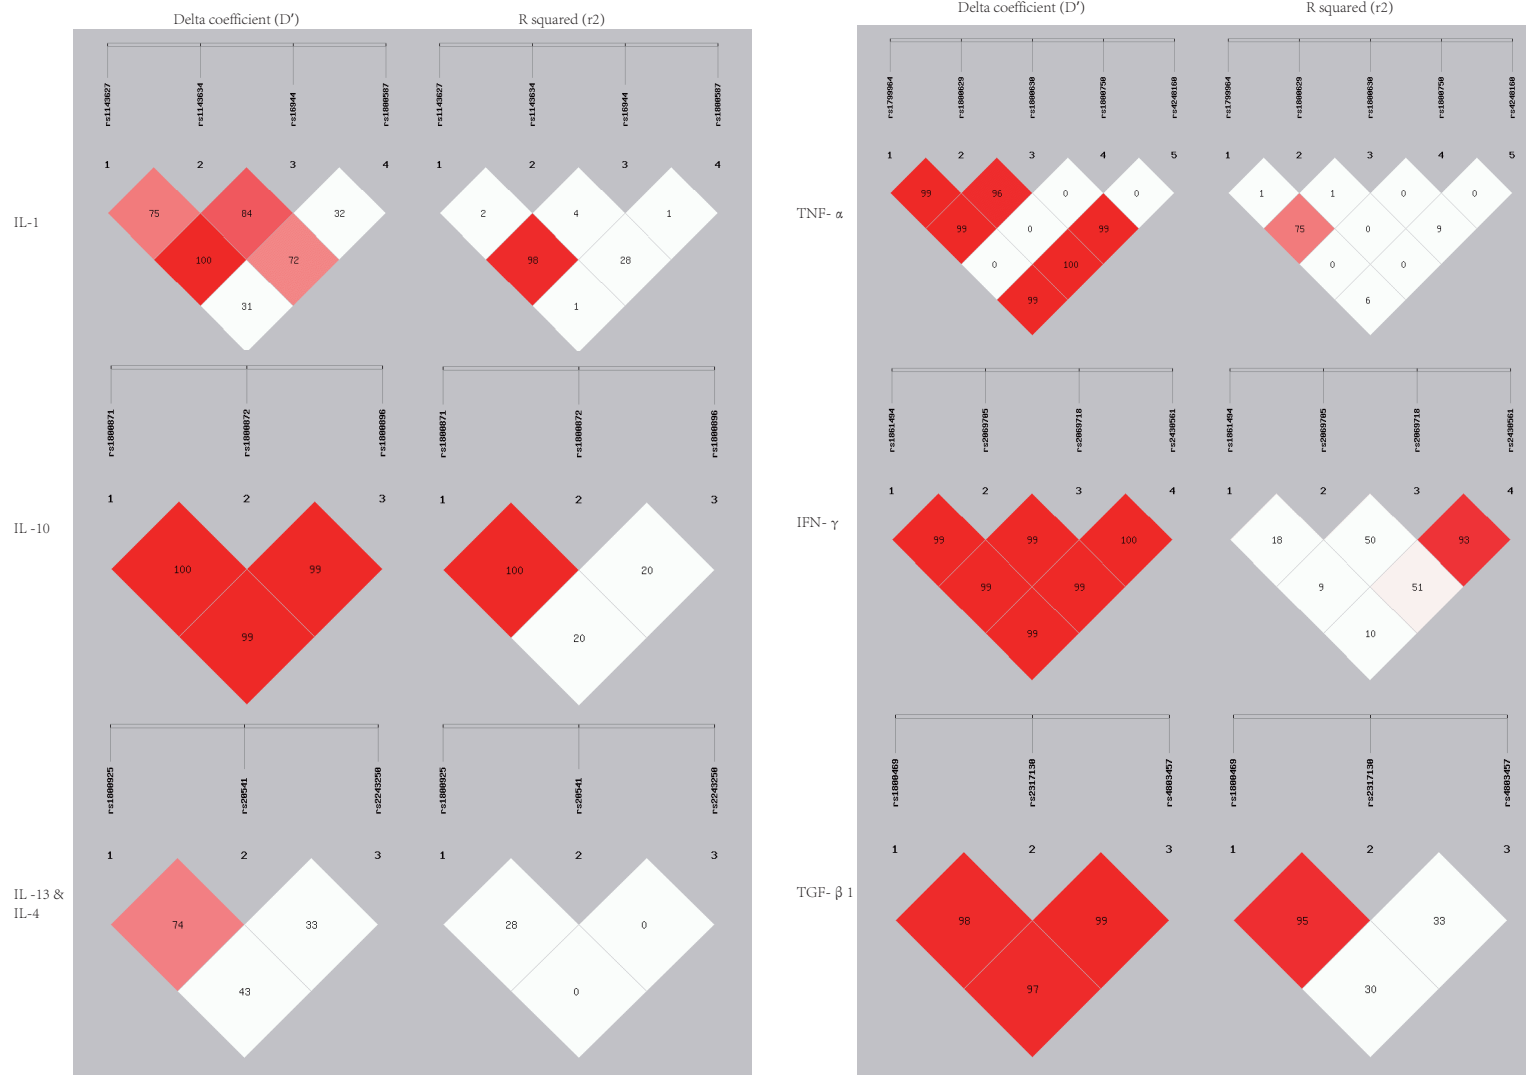 Delta coefficient (D′)
R squared (r2)
rs1143627
rs1143634
rs16944
rs1800587
rs1143627
rs1143634
rs16944
rs1800587
1 2 3 4
1 2 3 4
IL-1
75 84 32
100 72
31
2 4 1
98 28
1
rs1800871
rs1800872
rs1800896
rs1800871
rs1800872
rs1800896
1 2 3
1 2 3
IL -10
100 99
99
100 20
20
rs1800925
rs20541
rs2243250
rs1800925
rs20541
rs2243250
1 2 3
1 2 3
IL -13 &
IL-4
74 33
43
28 0
0
Delta coefficient (D′)
R squared (r2)
rs1799964
rs1800629
rs1800630
rs1800750
rs4248160
rs1799964
rs1800629
rs1800630
rs1800750
rs4248160
1 2 3 4 5
1 2 3 4 5
TNF- α
99 96 0 0
99 0 99
0 100
99
1 1 0 0
75 0 9
0 0
6
rs1861494
rs2069705
rs2069718
rs2430561
rs1861494
rs2069705
rs2069718
rs2430561
1 2 3 4
1 2 3 4
IFN- γ
99 99 100
99 99
99
18 50 93
9 51
10
rs1800469
rs2317130
rs4803457
rs1800469
rs2317130
rs4803457
1 2 3
1 2 3
TGF- β 1
98 99
97
95 33
30